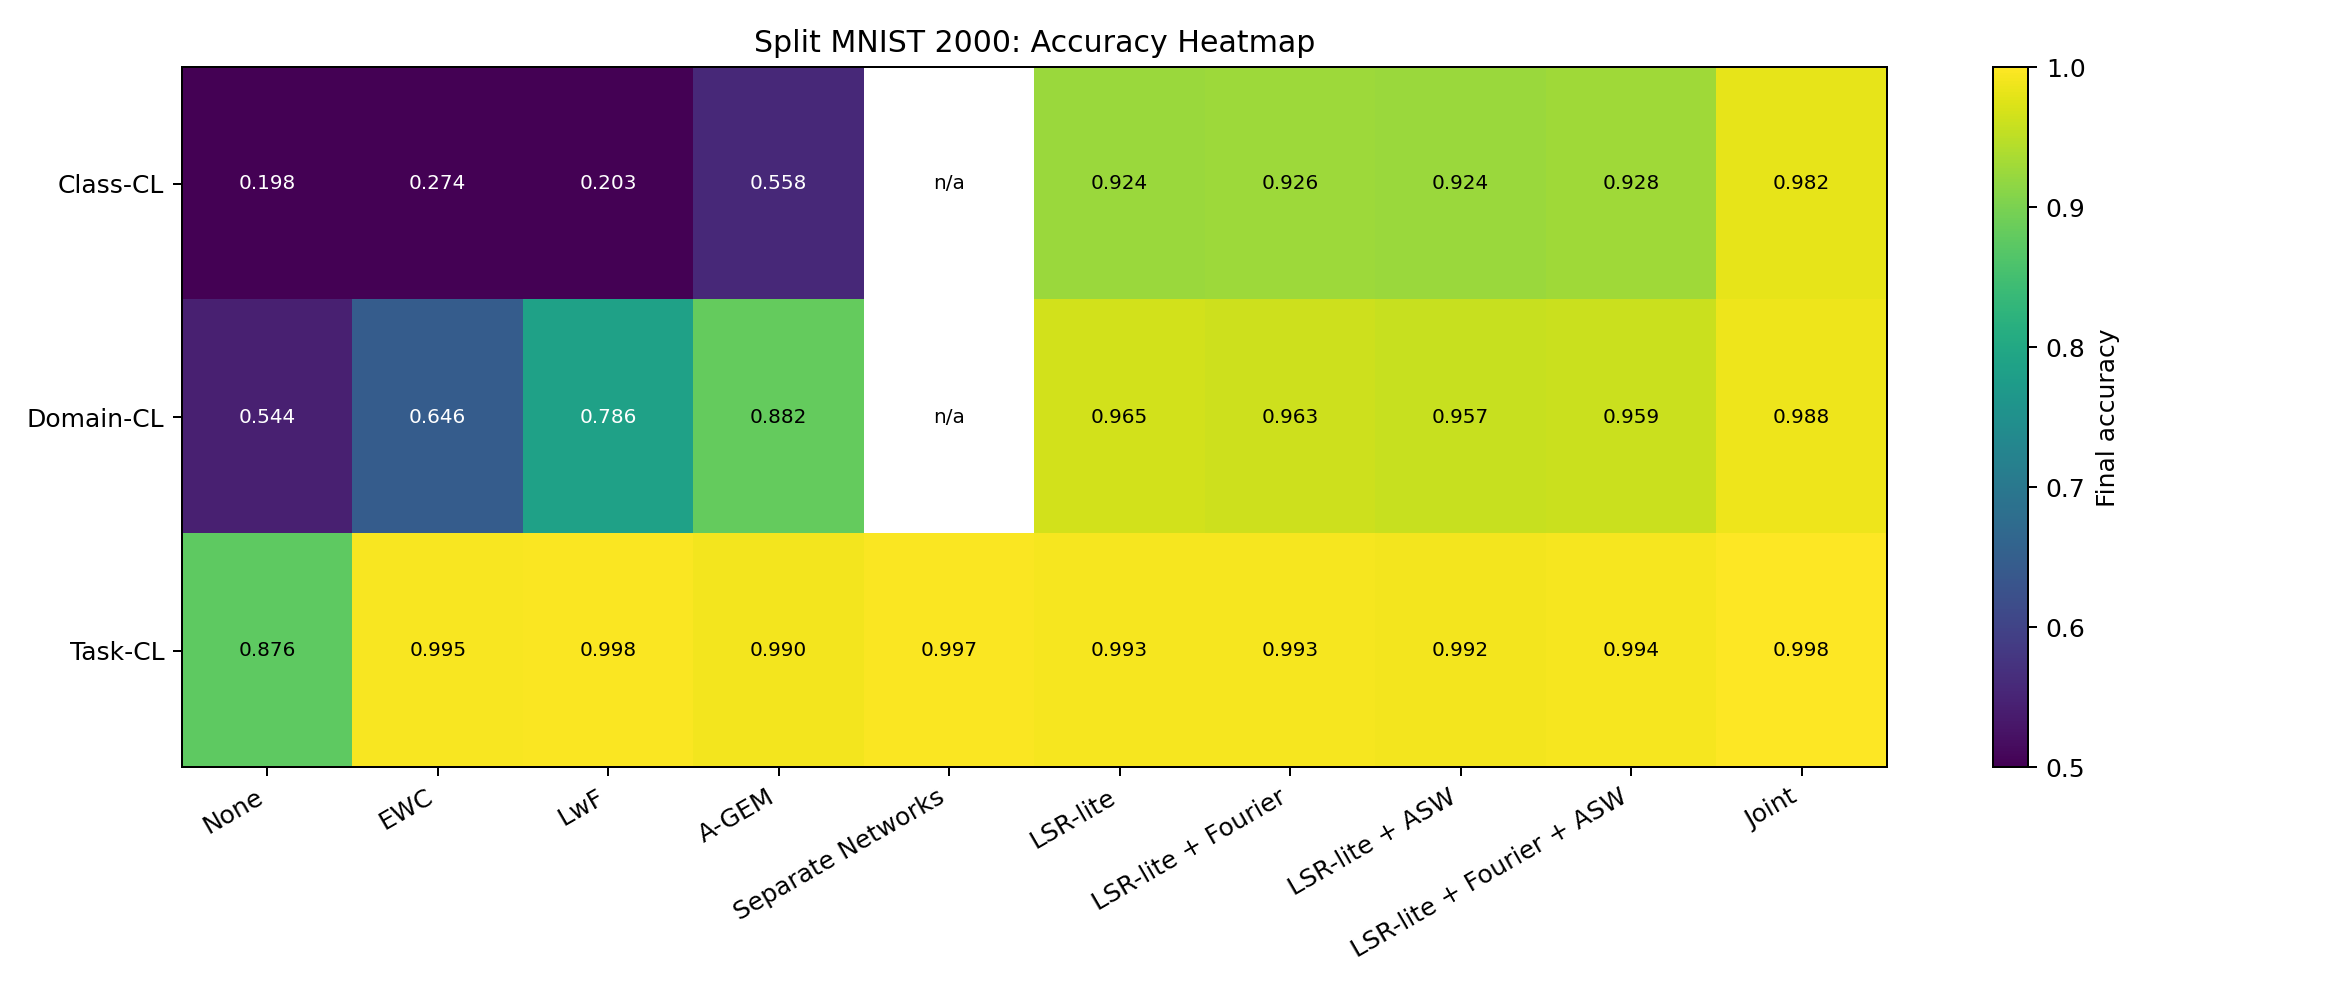 Split MNIST 2000: Accuracy Heatmap
Class-CL
0.198 0.274 0.203 0.558 n/a 0.924 0.926 0.924 0.928 0.982
Domain-CL
0.544 0.646 0.786 0.882 n/a 0.965 0.963 0.957 0.959 0.988
Task-CL
0.876 0.995 0.998 0.990 0.997 0.993 0.993 0.992 0.994 0.998
None
EWC
LwF
A-GEM
Separate Networks
LSR-lite
LSR-lite + Fourier
LSR-lite + ASW
LSR-lite + Fourier + ASW
Joint
1.0
0.9
0.8
0.7
0.6
0.5
Final accuracy